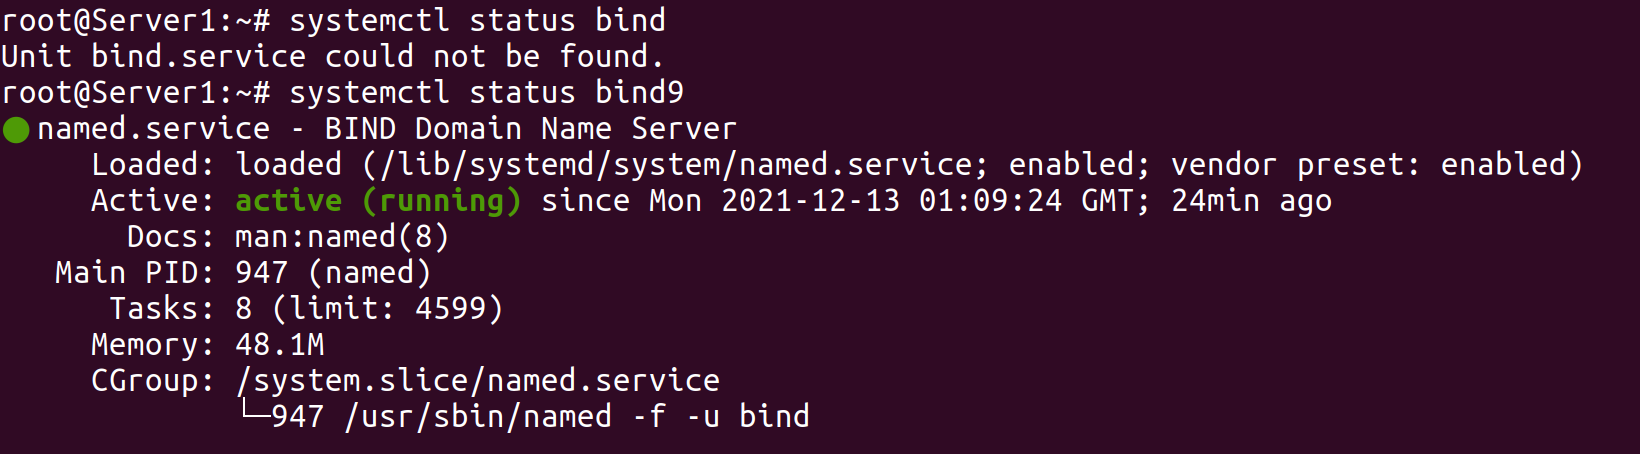 root@Server1:~# systemctl status bind
Unit bind.service could not be found.
root@Server1:~# systemctl status bind9
● named.service - BIND Domain Name Server
     Loaded: loaded (/lib/systemd/system/named.service; enabled; vendor preset: enabled)
     Active: active (running) since Mon 2021-12-13 01:09:24 GMT; 24min ago
       Docs: man:named(8)
   Main PID: 947 (named)
      Tasks: 8 (limit: 4599)
     Memory: 48.1M
     CGroup: /system.slice/named.service
             └─947 /usr/sbin/named -f -u bind